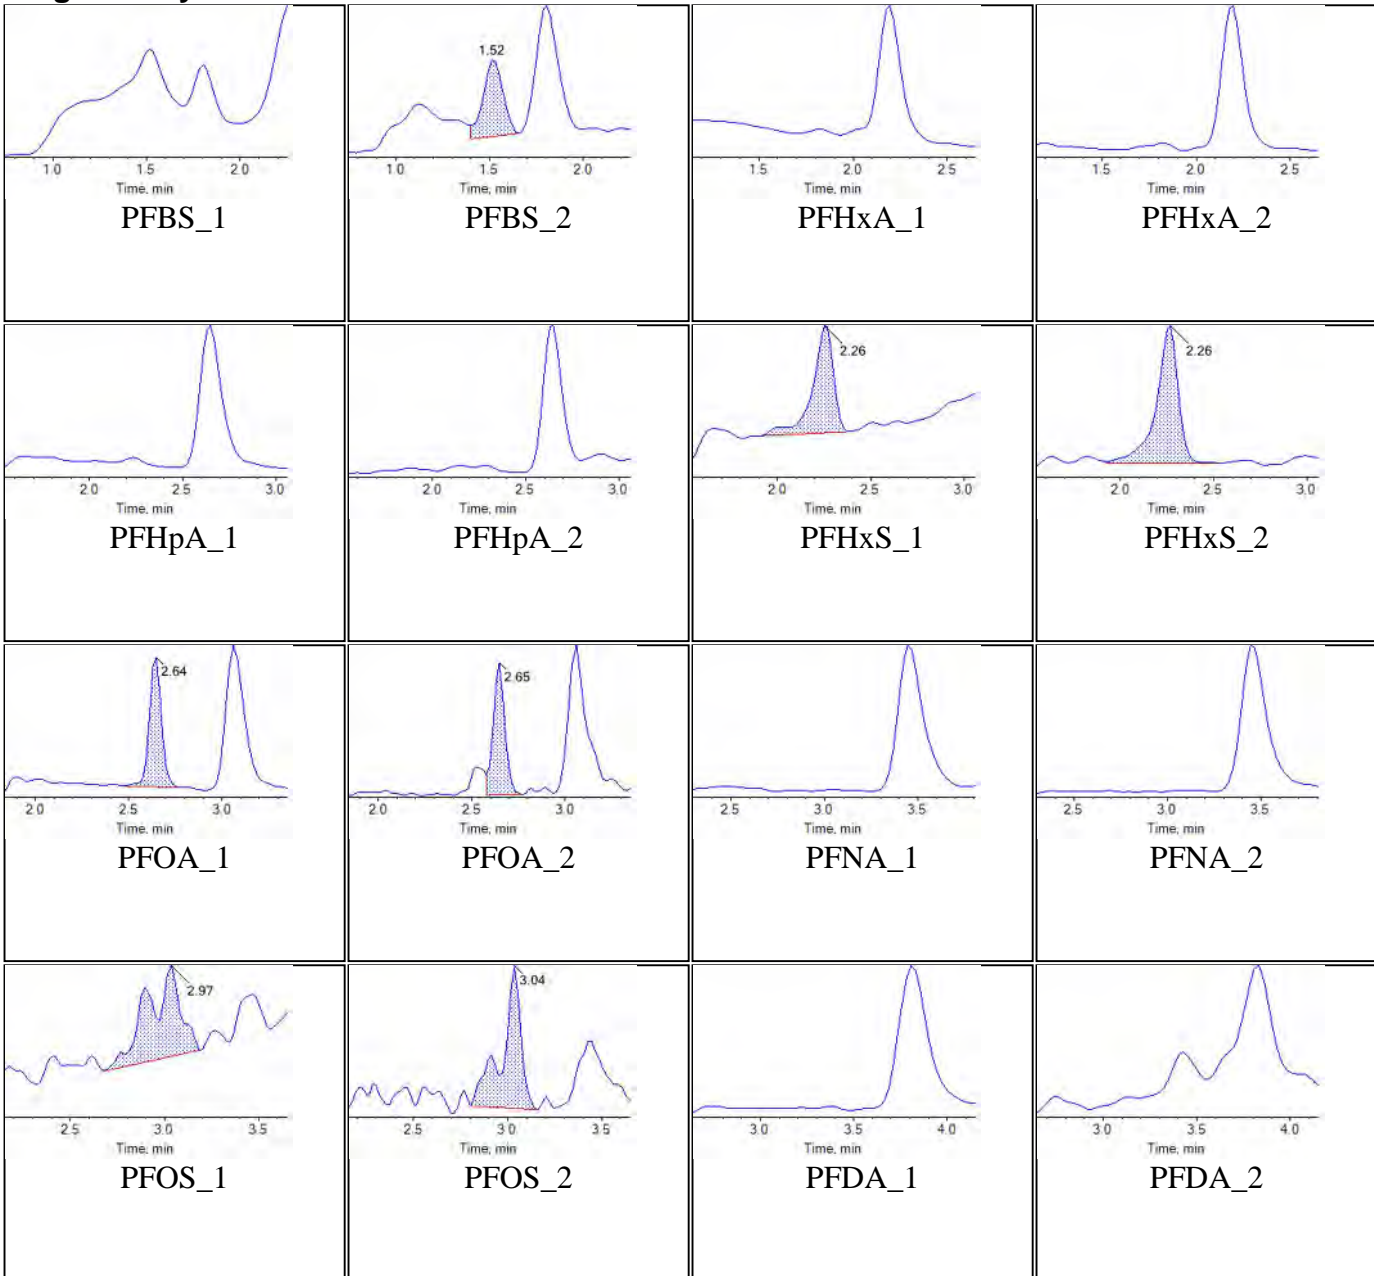 1.52
1.0 1.5 2.0 1.0 1.5 2.0 1.5 2.0 2.5 1.5 2.0 2.5
Time, min Time, min Time, min Time, min
PFBS_1 PFBS_2 PFHxA_1 PFHxA_2
2.26 2.26
2.0 2.5 3.0 2.0 2.5 3.0 2.0 2.5 3.0 2.0 2.5 3.0
Time, min Time, min Time, min Time, min
PFHpA_1 PFHpA_2 PFHxS_1 PFHxS_2
2.64 2.65
2.0 2.5 3.0 2.0 2.5 3.0 2.5 3.0 3.5 2.5 3.0 3.5
Time, min Time, min Time, min Time, min
PFOA_1 PFOA_2 PFNA_1 PFNA_2
2.97 3.04
2.5 3.0 3.5 2.5 3.0 3.5 3.0 3.5 4.0 3.0 3.5 4.0
Time, min Time, min Time, min Time, min
PFOS_1 PFOS_2 PFDA_1 PFDA_2